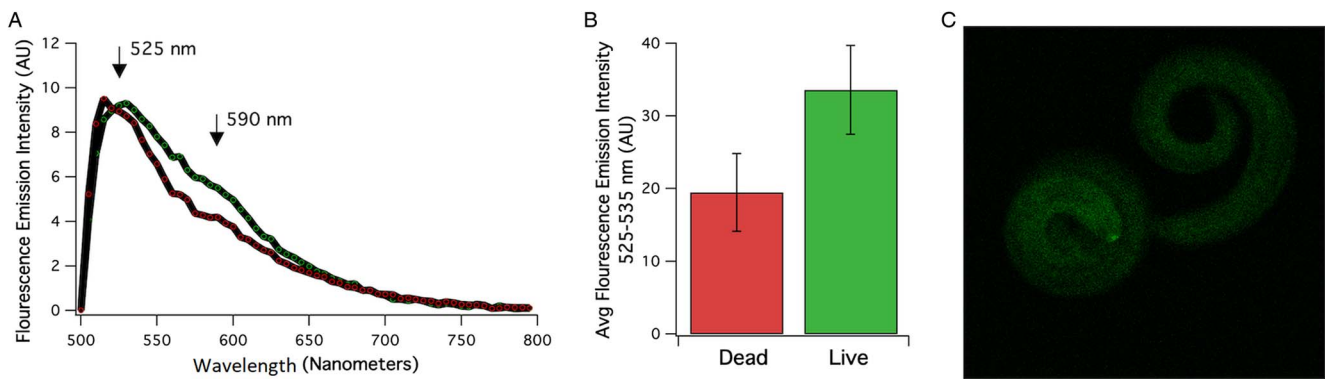 A
Flourescence Emission Intensity (AU)
12
10
8
6
4
2
0
525 nm
590 nm
500
550
600
650
700
750
800
Wavelength (Nanometers)
B
Avg Flourescence Emission Intensity
525-535 nm (AU)
40
30
20
10
0
Dead
Live
C